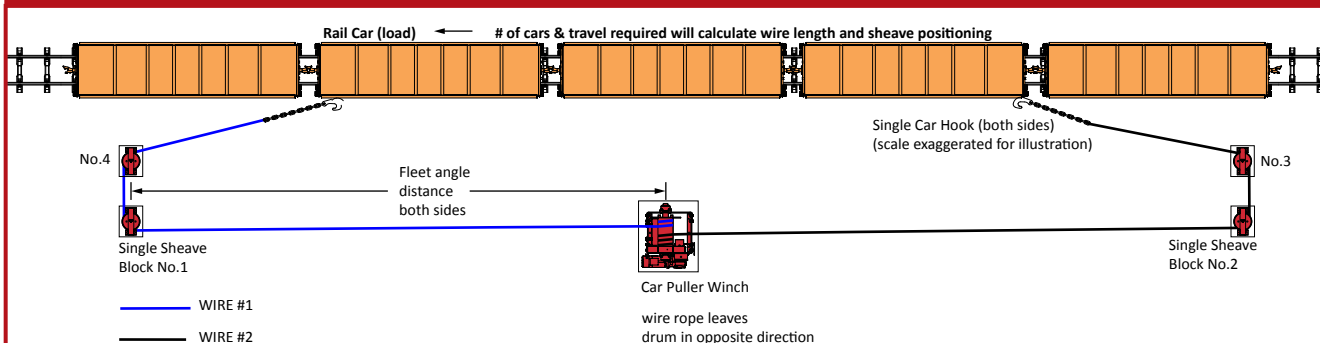 Rail Car (load)
# of cars & travel required will calculate wire length and sheave positioning
Single Car Hook (both sides)
(scale exaggerated for illustration)
No.4
No.3
Fleet angle
distance
both sides
Single Sheave
Block No.1
Single Sheave
Block No.2
Car Puller Winch
WIRE #1
wire rope leaves
drum in opposite direction
WIRE #2